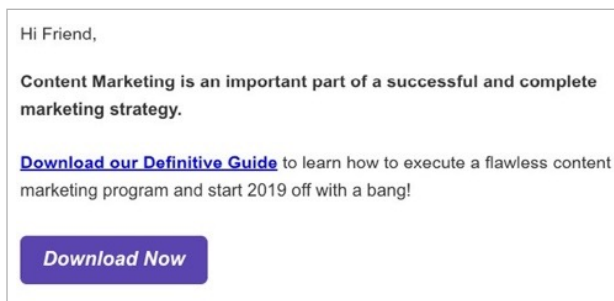 Hi Friend,
Content Marketing is an important part of a successful and complete
marketing strategy.
Download our Definitive Guide to learn how to execute a flawless content
marketing program and start 2019 off with a bang!
Download Now